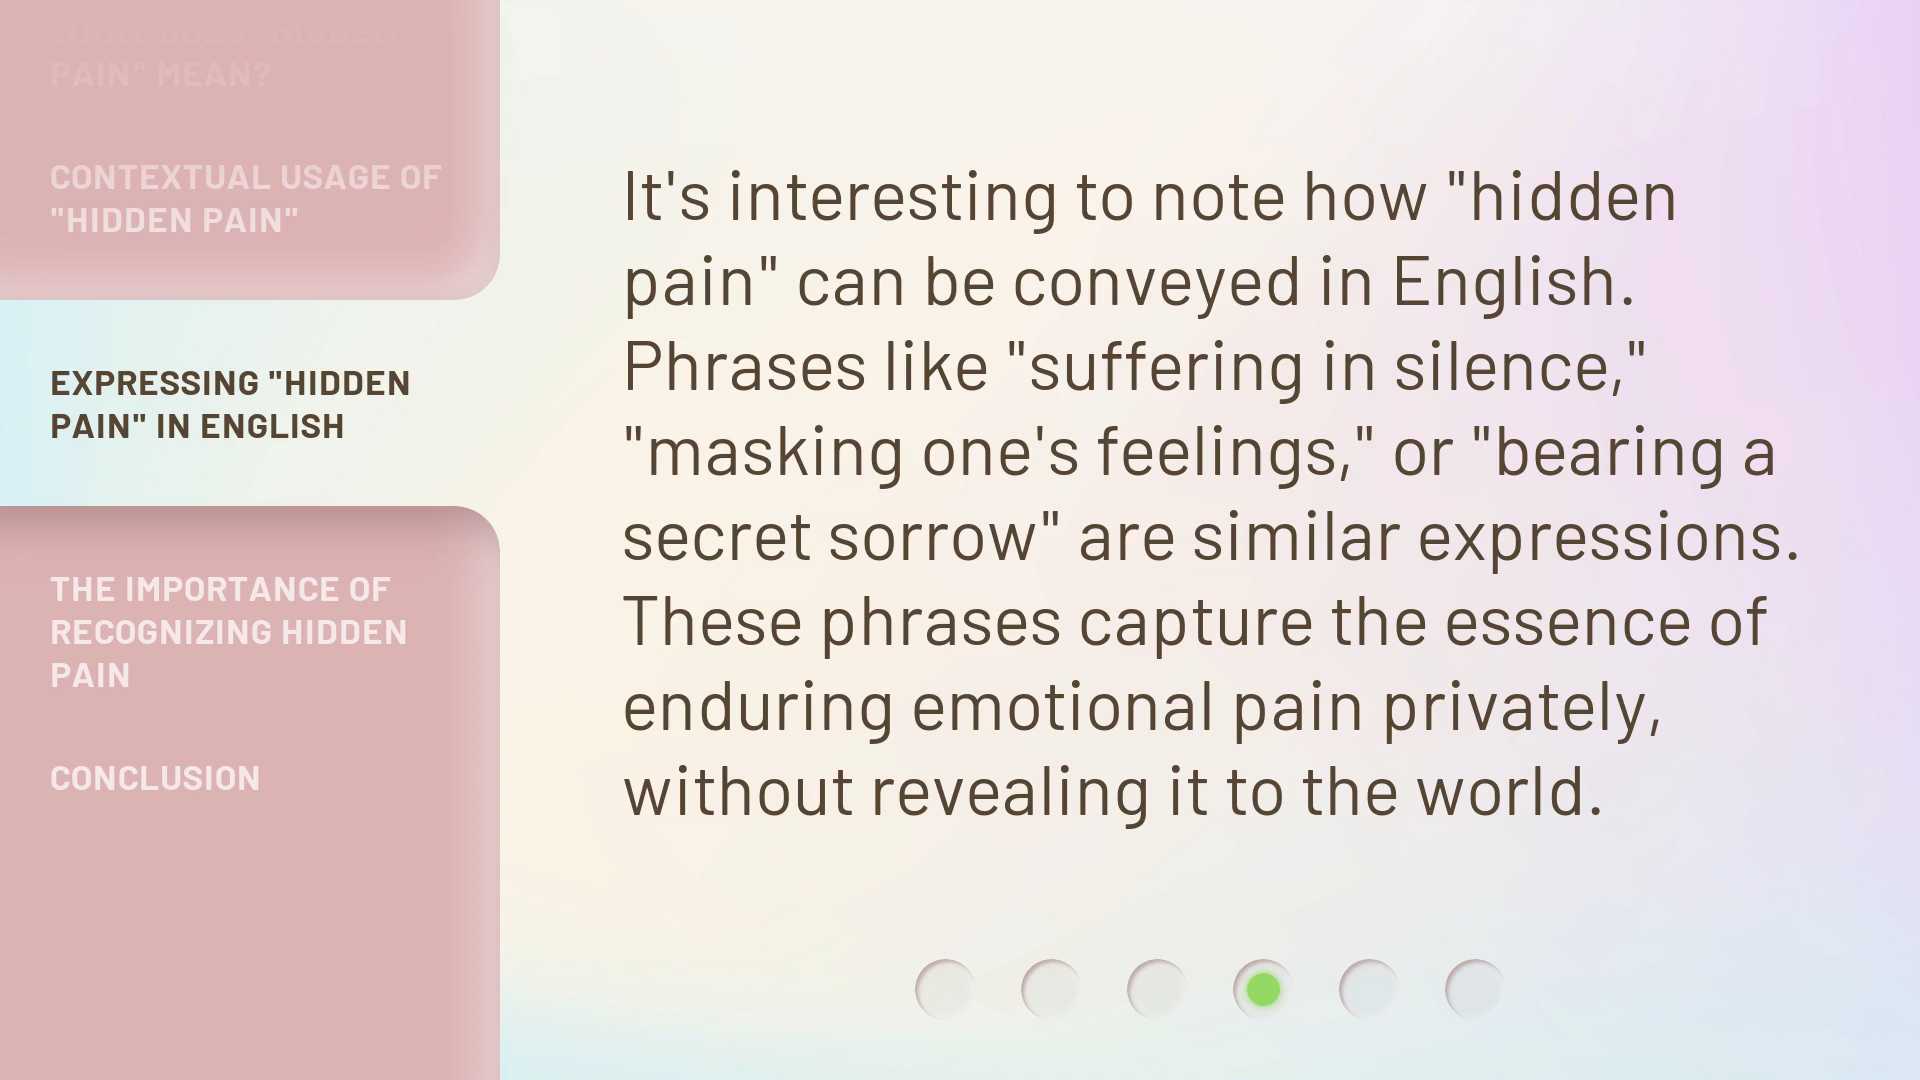 WHAT DOES "HIDDEN
PAIN" MEAN?
CONTEXTUAL USAGE OF
"HIDDEN PAIN"
EXPRESSING "HIDDEN
PAIN" IN ENGLISH
THE IMPORTANCE OF
RECOGNIZING HIDDEN
PAIN
CONCLUSION
It's interesting to note how "hidden
pain" can be conveyed in English.
Phrases like "suffering in silence,"
"masking one's feelings," or "bearing a
secret sorrow" are similar expressions.
These phrases capture the essence of
enduring emotional pain privately,
without revealing it to the world.